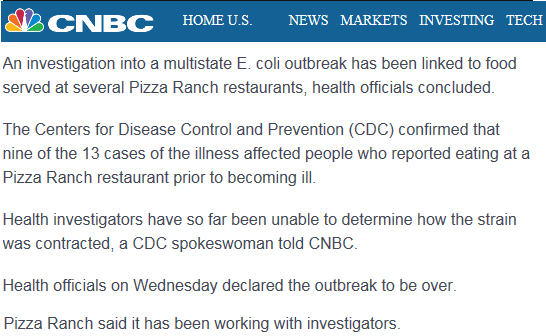 CNBC HOME U.S. NEWS MARKETS INVESTING TECH
An investigation into a multistate E. coli outbreak has been linked to food
served at several Pizza Ranch restaurants, health officials concluded.
The Centers for Disease Control and Prevention (CDC) confirmed that
nine of the 13 cases of the illness affected people who reported eating at a
Pizza Ranch restaurant prior to becoming ill.
Health investigators have so far been unable to determine how the strain
was contracted, a CDC spokeswoman told CNBC.
Health officials on Wednesday declared the outbreak to be over.
Pizza Ranch said it has been working with investigators.